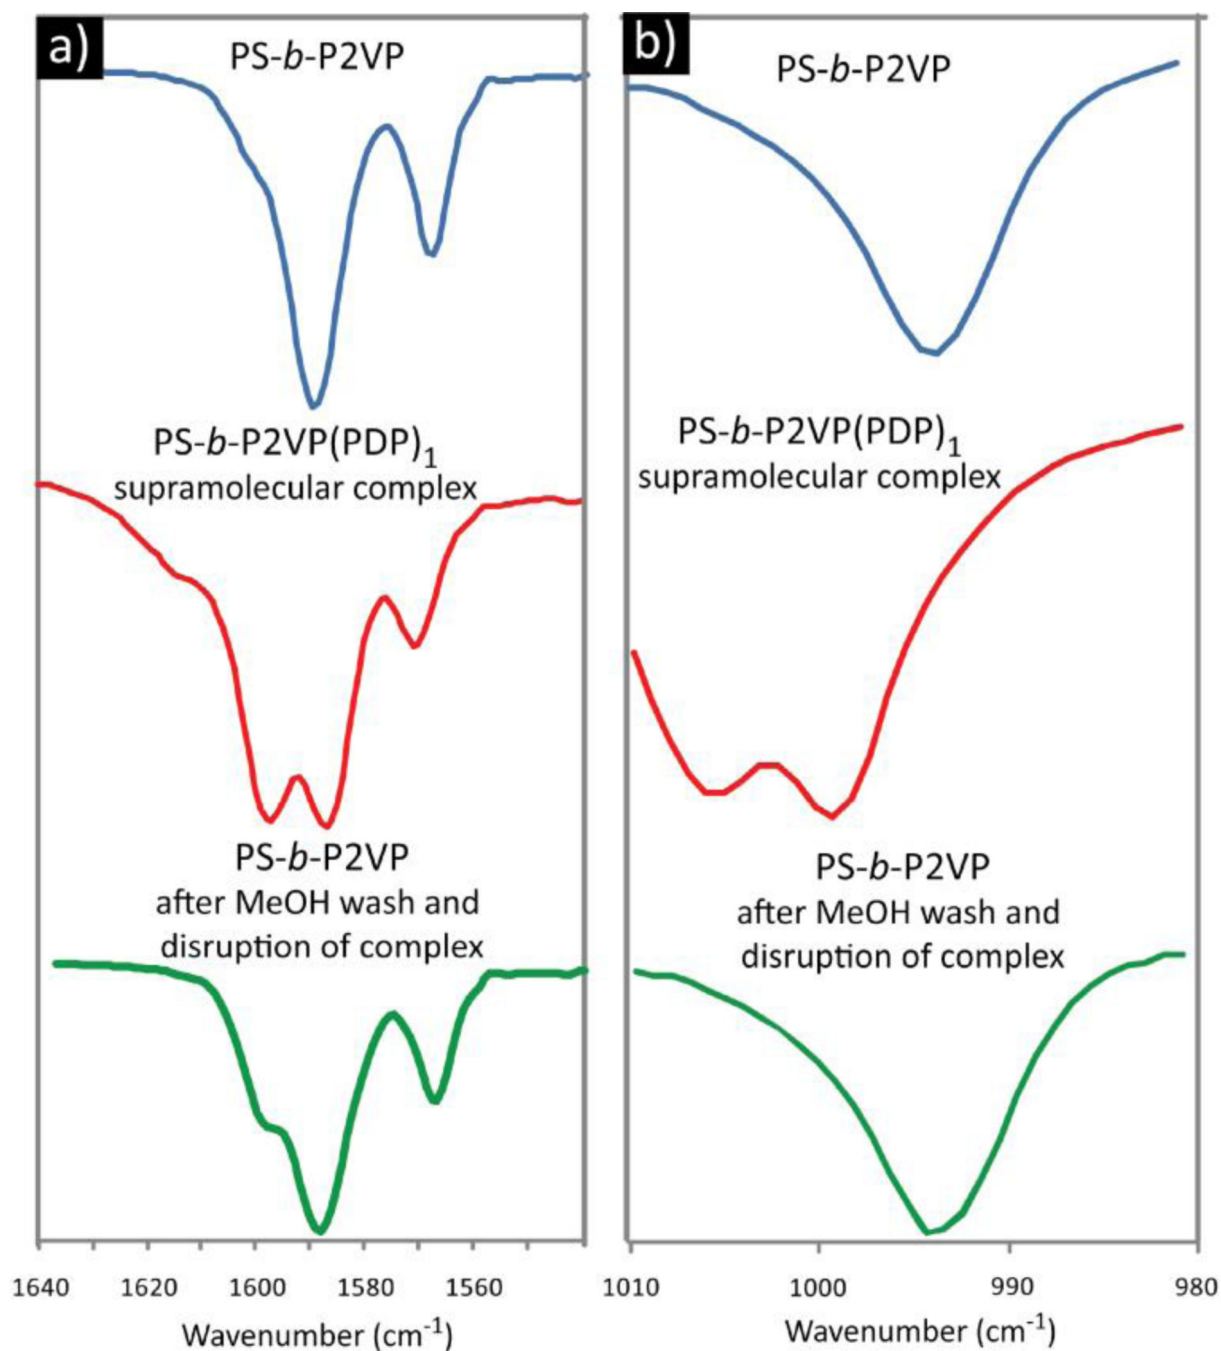 a)
PS-b-P2VP
PS-b-P2VP(PDP)1
supramolecular complex
PS-b-P2VP
after MeOH wash and
disruption of complex
1640 1620 1600 1580 1560
Wavenumber (cm-1)
b)
PS-b-P2VP
PS-b-P2VP(PDP)1
supramolecular complex
PS-b-P2VP
after MeOH wash and
disruption of complex
1010 1000 990 980
Wavenumber (cm-1)